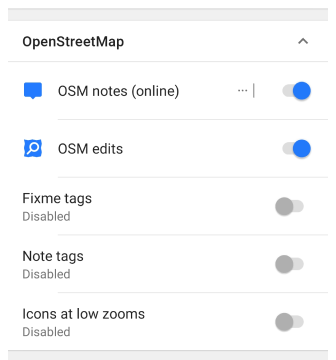 OpenStreetMap
OSM notes (online)
OSM edits
Fixme tags
Disabled
Note tags
Disabled
Icons at low zooms
Disabled